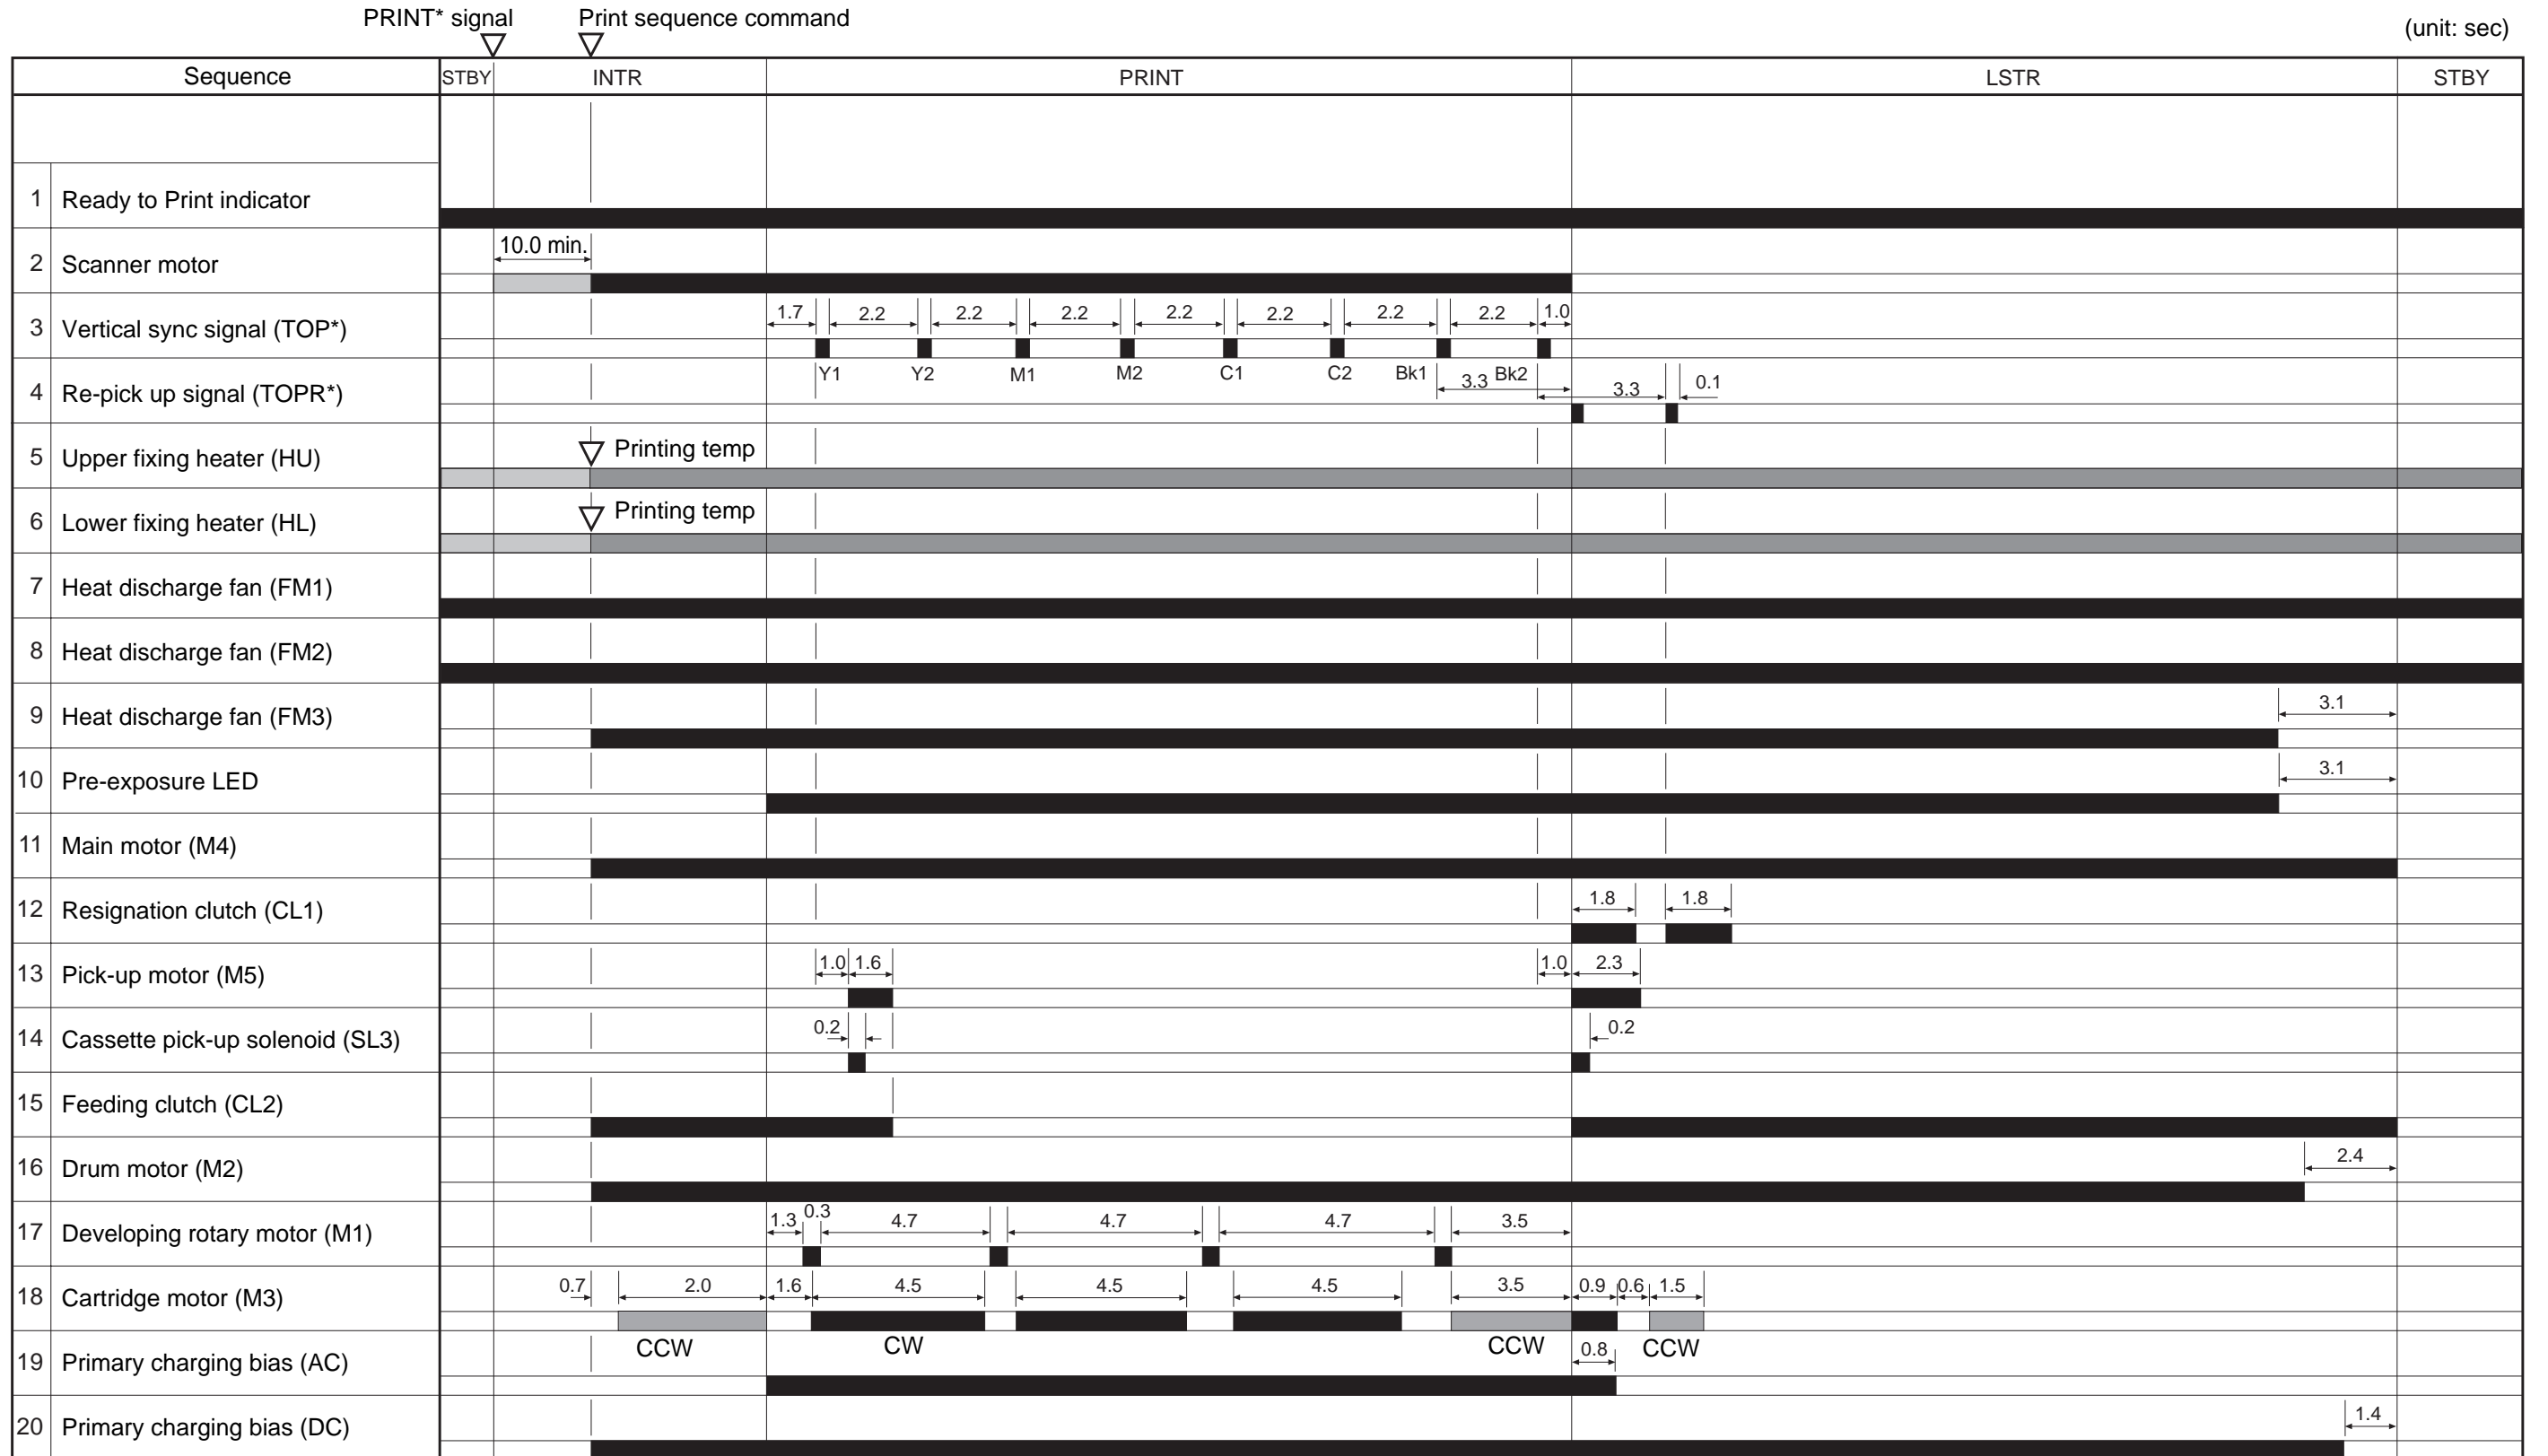 PRINT* signal Print sequence command (unit: sec)
Sequence STBY INTR PRINT LSTR STBY
1 Ready to Print indicator
10.0 min.
2 Scanner motor
1.7 2.2 2.2 2.2 2.2 2.2 2.2 2.2 1.0
3 Vertical sync signal (TOP*)
Y1 Y2 M1 M2 C1 C2 Bk1 Bk2
3.3 3.3 0.1
4 Re-pick up signal (TOPR*)
Printing temp
5 Upper fixing heater (HU)
Printing temp
6 Lower fixing heater (HL)
7 Heat discharge fan (FM1)
8 Heat discharge fan (FM2)
3.1
9 Heat discharge fan (FM3)
3.1
10 Pre-exposure LED
11 Main motor (M4)
1.8 1.8
12 Resignation clutch (CL1)
1.0 1.6 1.0 2.3
13 Pick-up motor (M5)
0.2 0.2
14 Cassette pick-up solenoid (SL3)
15 Feeding clutch (CL2)
2.4
16 Drum motor (M2)
1.3 0.3 4.7 4.7 4.7 3.5
17 Developing rotary motor (M1)
0.7 2.0 1.6 4.5 4.5 4.5 3.5 0.9 0.6 1.5
18 Cartridge motor (M3)
CCW CW CCW CCW
0.8
19 Primary charging bias (AC)
1.4
20 Primary charging bias (DC)